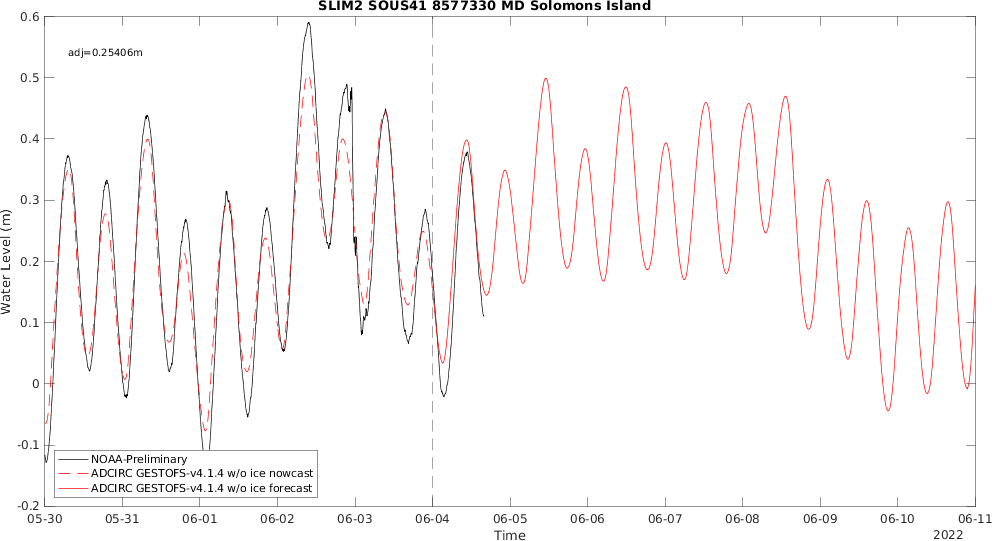 SLIM2 SOUS41 8577330 MD Solomons Island
adj=0.25406m
0.6
0.5
0.4
0.3
0.2
0.1
0
-0.1
-0.2
Water Level (m)
NOAA-Preliminary
ADCIRC GESTOFS-v4.1.4 w/o ice nowcast
ADCIRC GESTOFS-v4.1.4 w/o ice forecast
05-30 05-31 06-01 06-02 06-03 06-04 06-05 06-06 06-07 06-08 06-09 06-10 06-11
Time
2022